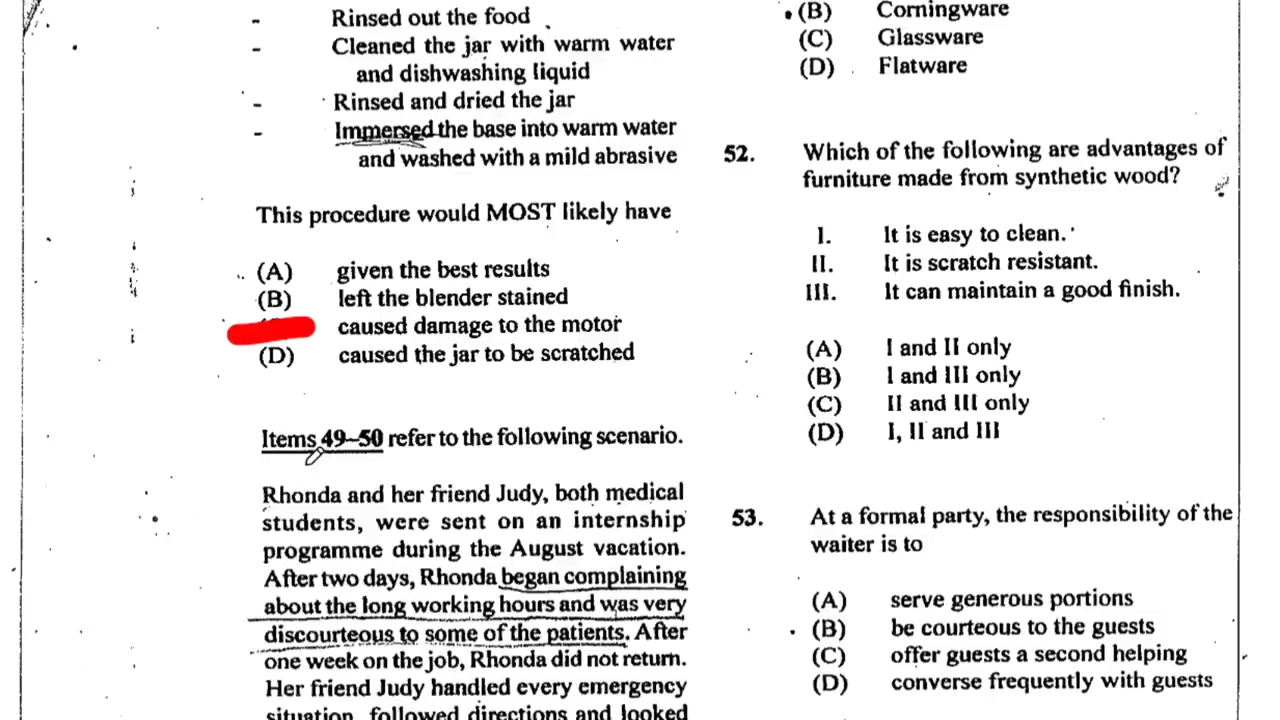 - Rinsed out the food
- Cleaned the jar with warm water
and dishwashing liquid
- Rinsed and dried the jar
- Immersed the base into warm water
and washed with a mild abrasive
This procedure would MOST likely have
(A) given the best results
(B) left the blender stained
caused damage to the motor
(D) caused the jar to be scratched
Items 49–50 refer to the following scenario.
Rhonda and her friend Judy, both medical
students, were sent on an internship
programme during the August vacation.
After two days, Rhonda began complaining
about the long working hours and was very
discourteous to some of the patients. After
one week on the job, Rhonda did not return.
Her friend Judy handled every emergency
situation, followed directions and looked
(B) Corningware
(C) Glassware
(D) Flatware
52. Which of the following are advantages of
furniture made from synthetic wood?
I. It is easy to clean.
II. It is scratch resistant.
III. It can maintain a good finish.
(A) I and II only
(B) I and III only
(C) II and III only
(D) I, II and III
53. At a formal party, the responsibility of the
waiter is to
(A) serve generous portions
(B) be courteous to the guests
(C) offer guests a second helping
(D) converse frequently with guests